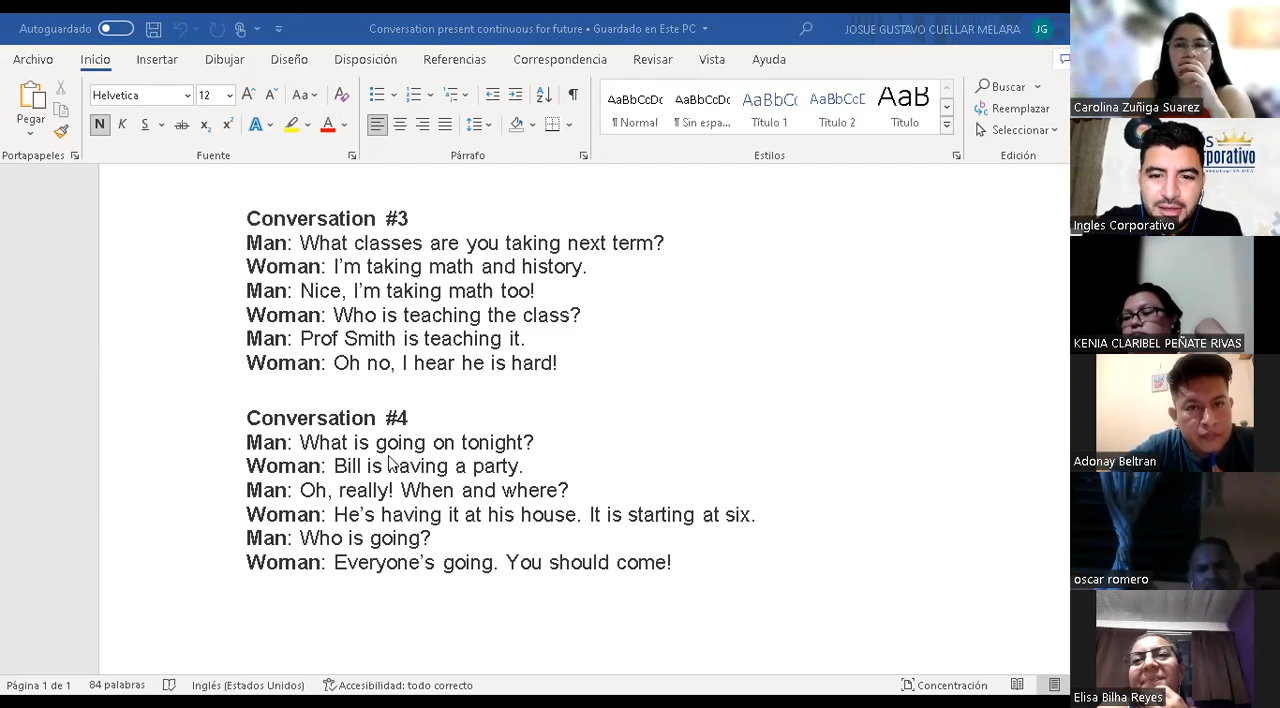 Autoguardado
Conversation present continuous for future • Guardado en Este PC
JOSUE GUSTAVO CUELLAR MELARA
JG
Archivo
Inicio
Insertar
Dibujar
Diseño
Disposición
Referencias
Correspondencia
Revisar
Vista
Ayuda
Pegar
Portapapeles
Helvetica
12
Aa
N K S ab x₂ x² A A
Fuente
Párrafo
AaBbCcDc
¶ Normal
AaBbCcDc
¶ Sin espa...
AaBbC(
Título 1
AaBbCcE
Título 2
AaB
Título
Estilos
Buscar
Reemplazar
Seleccionar
Edición
Conversation #3
Man: What classes are you taking next term?
Woman: I'm taking math and history.
Man: Nice, I'm taking math too!
Woman: Who is teaching the class?
Man: Prof Smith is teaching it.
Woman: Oh no, I hear he is hard!
Conversation #4
Man: What is going on tonight?
Woman: Bill is having a party.
Man: Oh, really! When and where?
Woman: He's having it at his house. It is starting at six.
Man: Who is going?
Woman: Everyone's going. You should come!
Página 1 de 1
84 palabras
Inglés (Estados Unidos)
Accesibilidad: todo correcto
Concentración
Carolina Zuñiga Suarez
Ingles Corporativo
KENIA CLARIBEL PEÑATE RIVAS
Adonay Beltran
oscar romero
Elisa Bilha Reyes